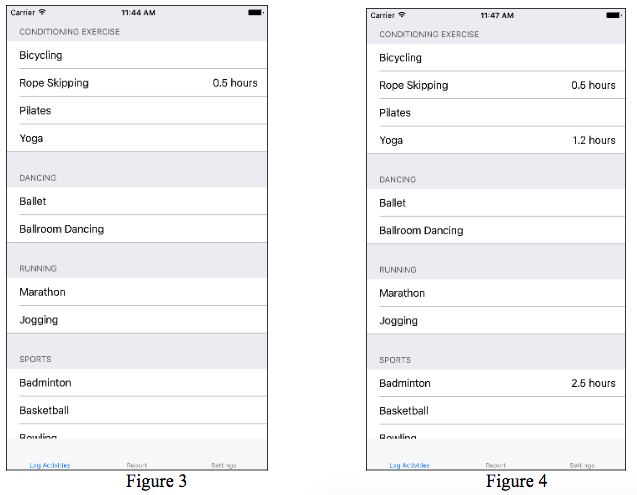 Carrier 11:44 AM
CONDITIONING EXERCISE
Bicycling
Rope Skipping 0.5 hours
Pilates
Yoga
DANCING
Ballet
Ballroom Dancing
RUNNING
Marathon
Jogging
SPORTS
Badminton
Basketball
Bowling
Log Activities Report Settings
Figure 3
Carrier 11:47 AM
CONDITIONING EXERCISE
Bicycling
Rope Skipping 0.5 hours
Pilates
Yoga 1.2 hours
DANCING
Ballet
Ballroom Dancing
RUNNING
Marathon
Jogging
SPORTS
Badminton 2.5 hours
Basketball
Bowling
Log Activities Report Settings
Figure 4